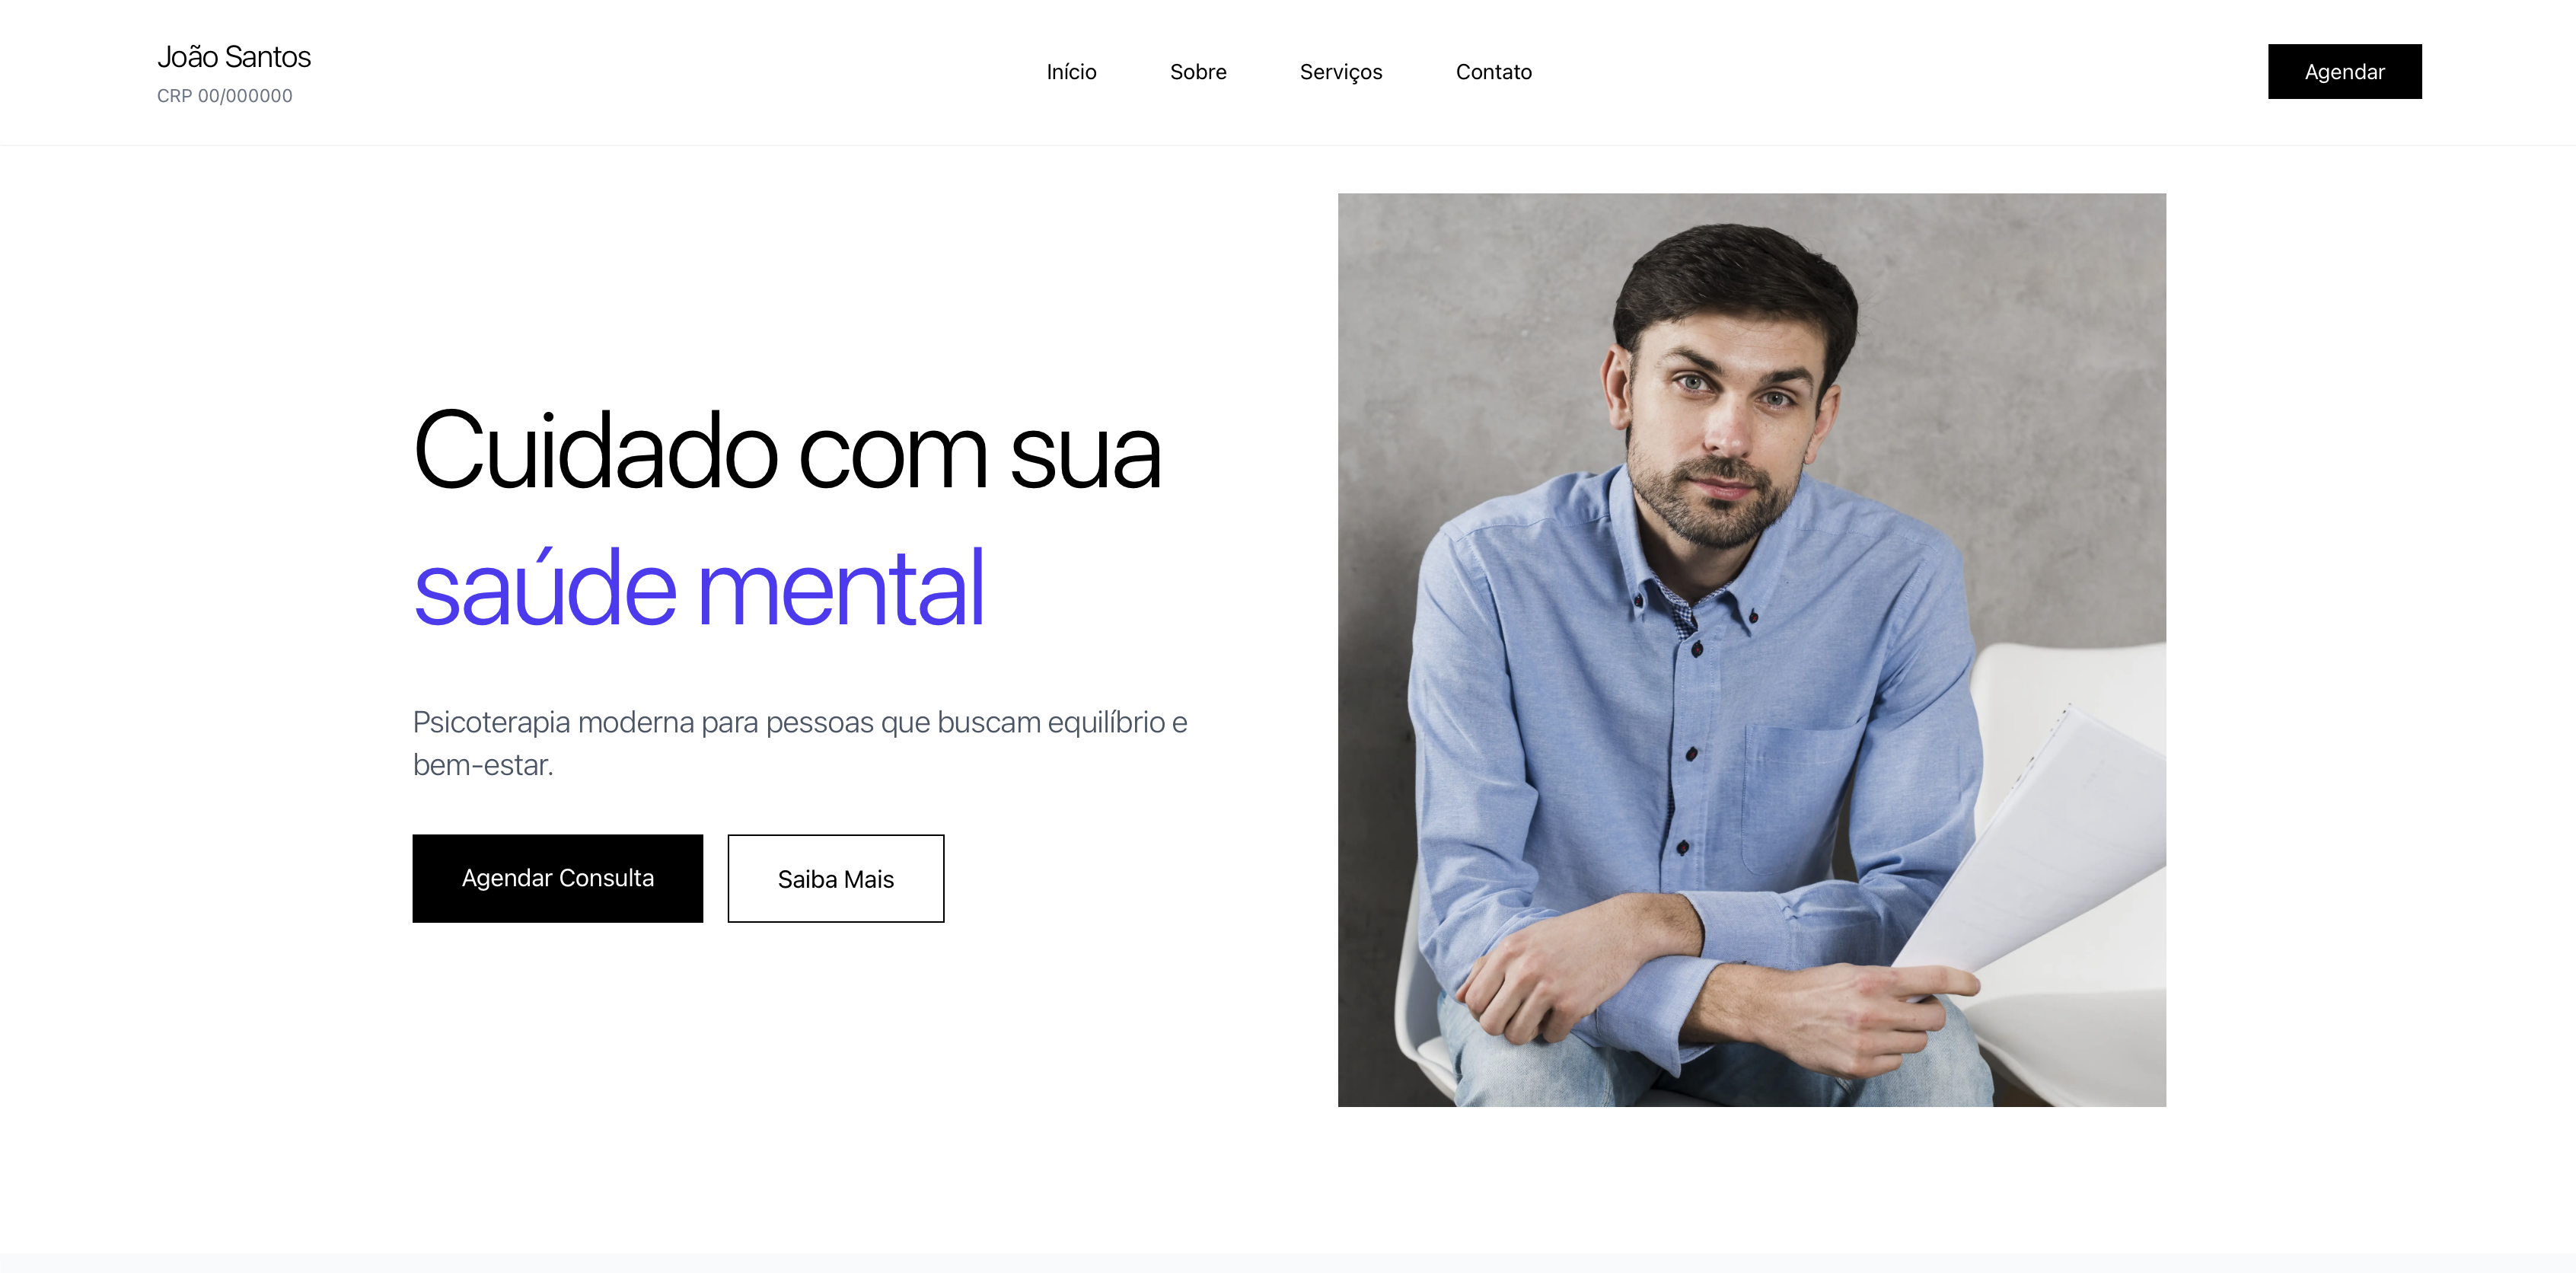 João Santos
CRP 00/000000
Início
Sobre
Serviços
Contato
Agendar
Cuidado com sua
saúde mental
Psicoterapia moderna para pessoas que buscam equilíbrio e
bem-estar.
Agendar Consulta
Saiba Mais